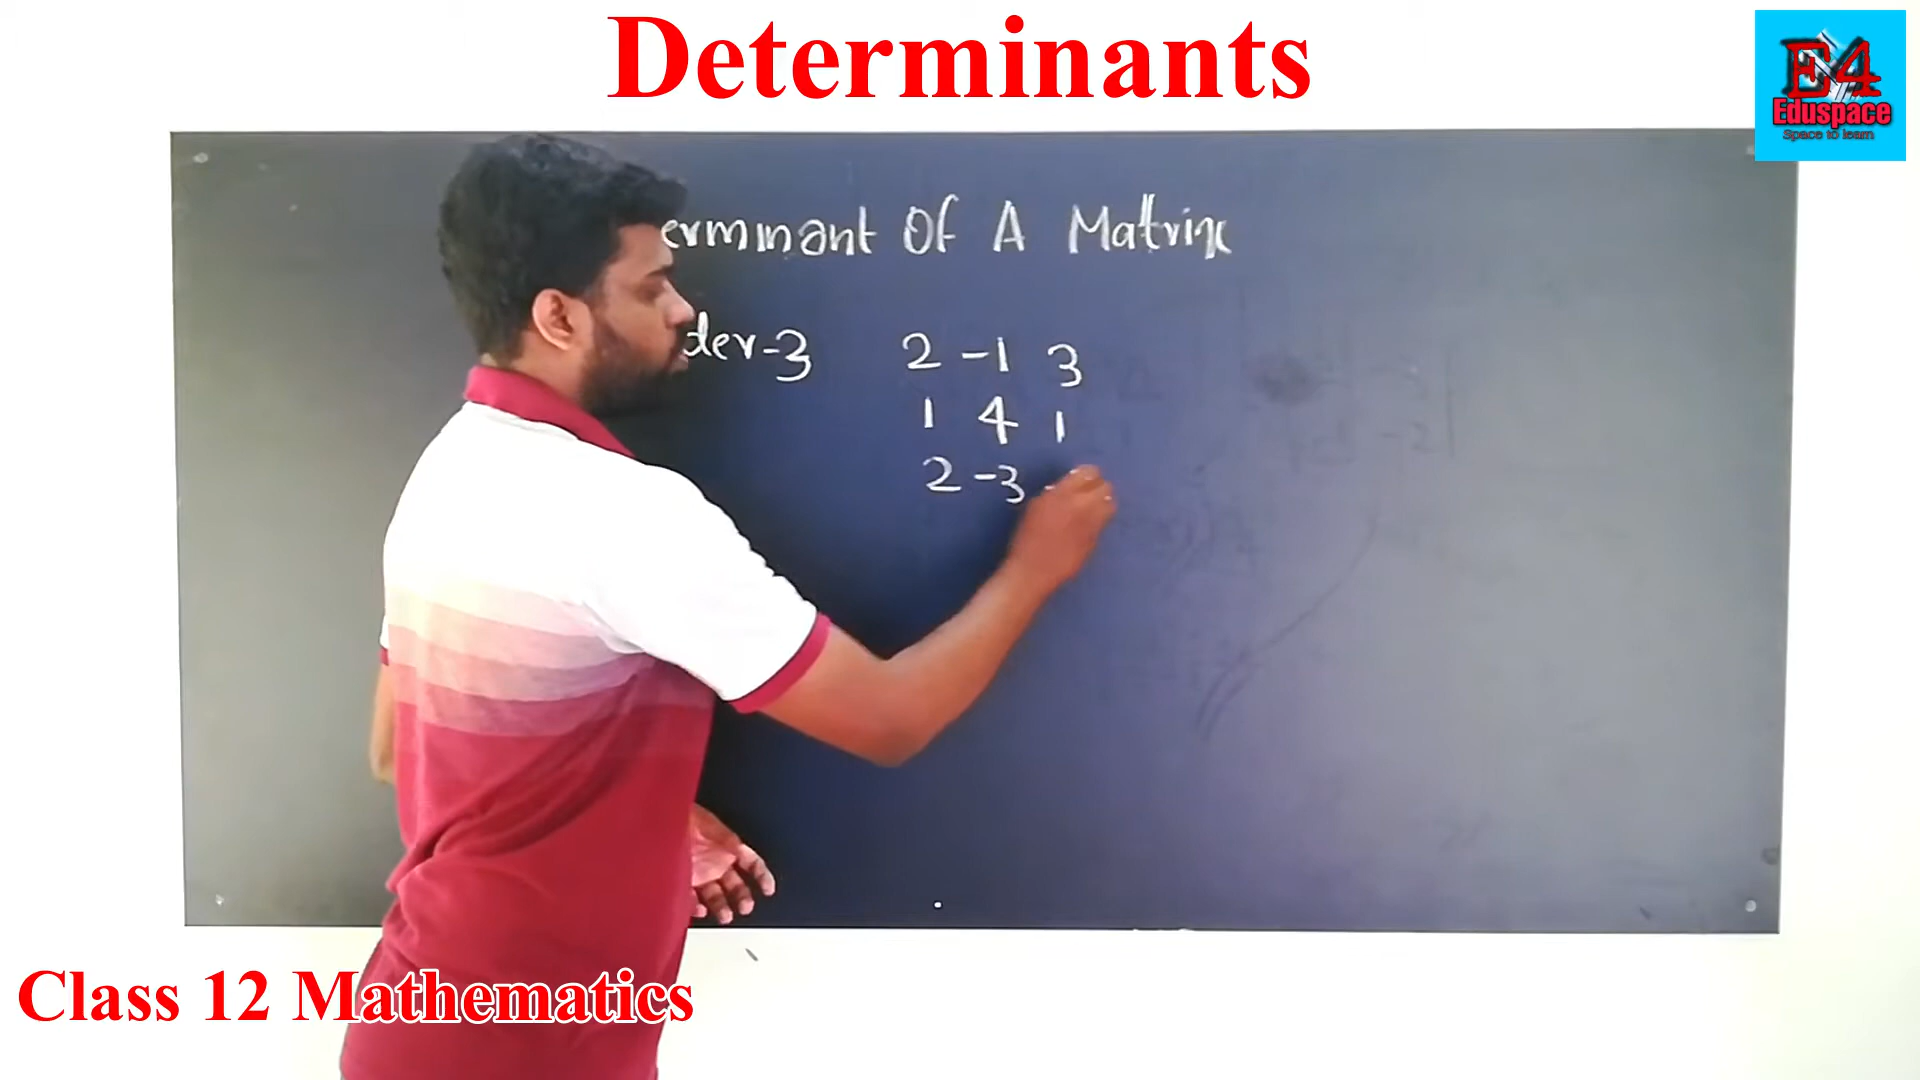 Determinants
E4
Eduspace
Space to learn
erminant Of A Matrix
der-3
2 -1 3
1 4 1
2 -3
Class 12 Mathematics